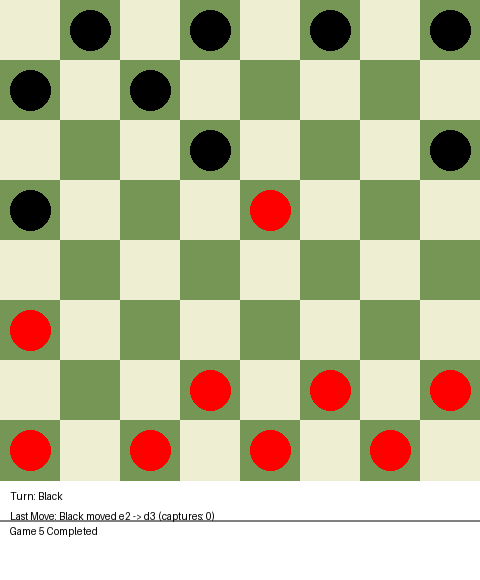 Turn: Black
Last Move: Black moved e2 -> d3 (captures: 0)
Game 5 Completed